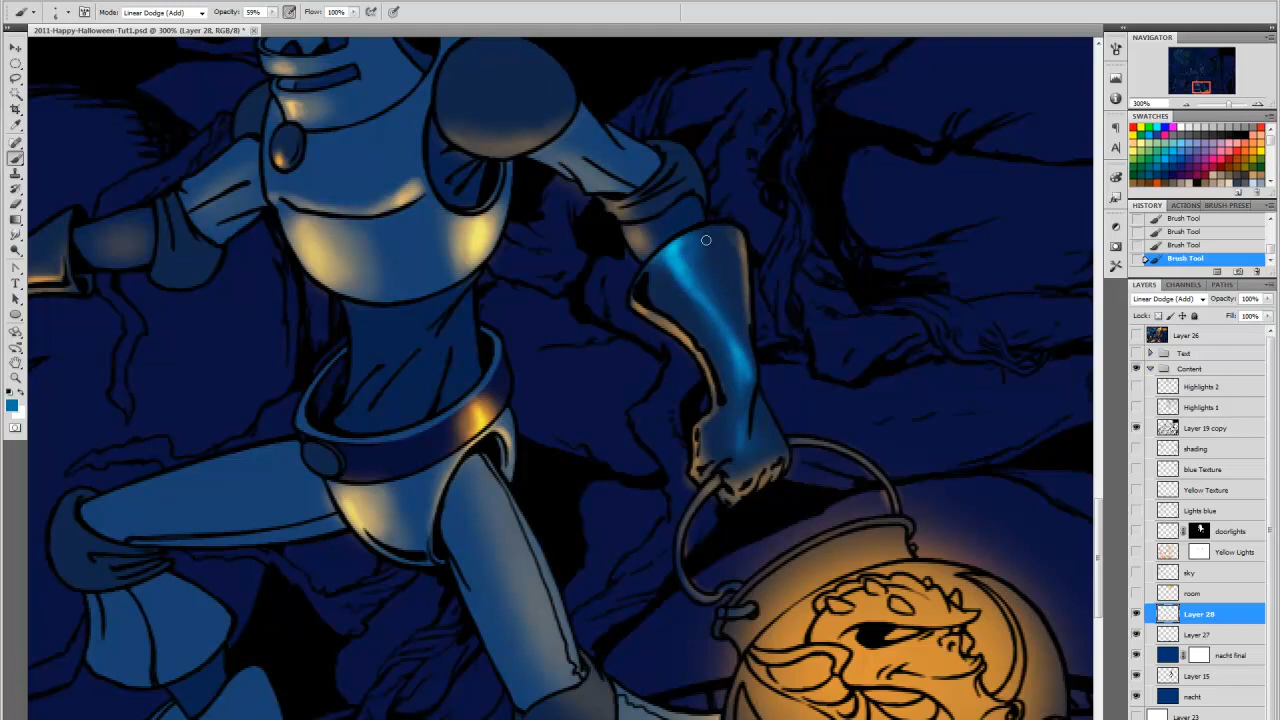 Mode: Linear Dodge (Add) Opacity: 59% Flow: 100%
6
2011-Happy-Halloween-Tut1.psd @ 300% (Layer 28, RGB/8) *
NAVIGATOR
300%
SWATCHES
HISTORY ACTIONS BRUSH PRESE
Brush Tool
Brush Tool
Brush Tool
Brush Tool
LAYERS CHANNELS PATHS
Linear Dodge (Add) Opacity: 100%
Lock: Fill: 100%
Layer 26
Text
Content
Highlights 2
Highlights 1
Layer 19 copy
shading
blue Texture
Yellow Texture
Lights blue
doorlights
Yellow Lights
sky
room
Layer 28
Layer 27
nacht final
Layer 15
nacht
Layer 23